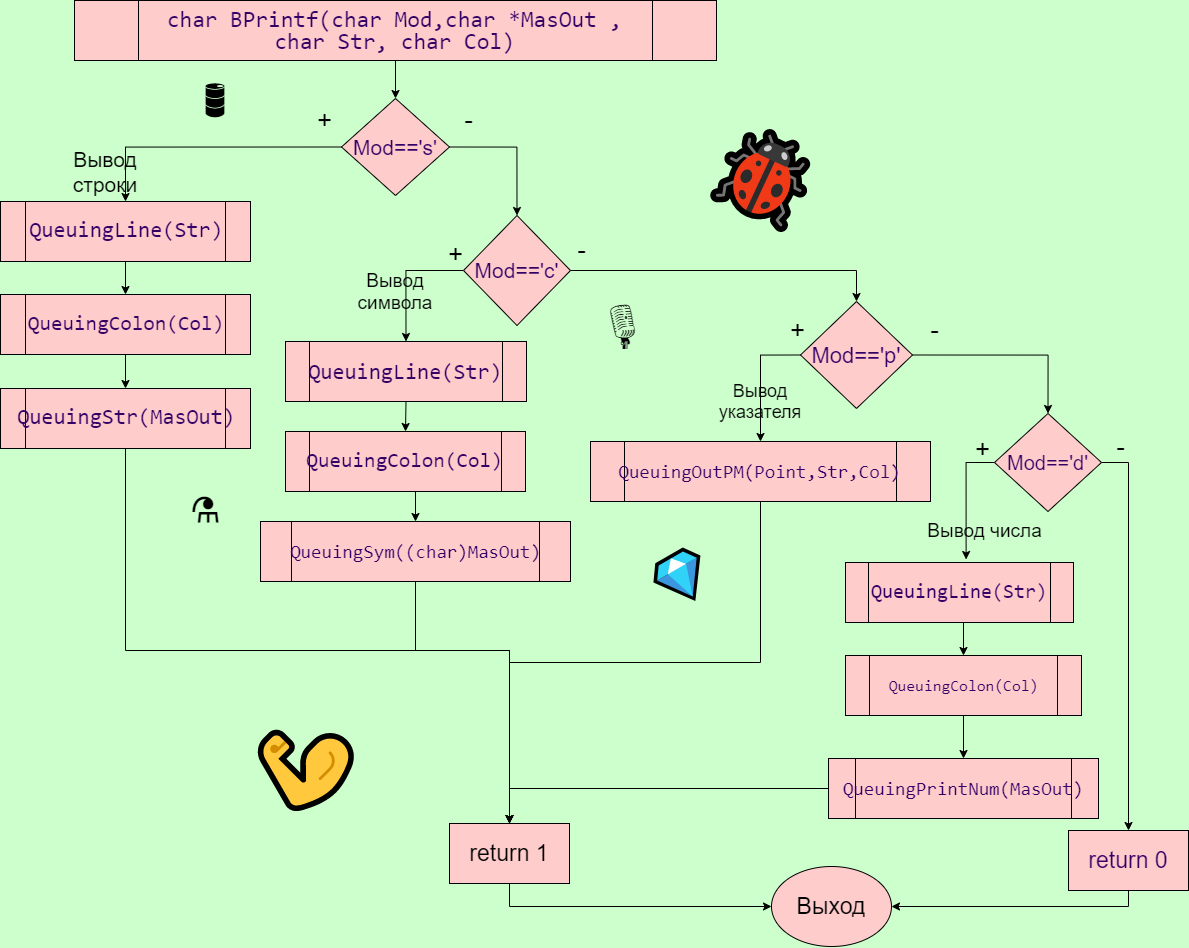 char BPrintf(char Mod,char *MasOut ,
char Str, char Col)
+
-
Mod=='s'
Вывод
строки
QueuingLine(Str)
QueuingColon(Col)
QueuingStr(MasOut)
+
-
Mod=='c'
Вывод
символа
QueuingLine(Str)
QueuingColon(Col)
QueuingSym((char)MasOut)
+
-
Mod=='p'
Вывод
указателя
QueuingOutPM(Point,Str,Col)
+
-
Mod=='d'
Вывод числа
QueuingLine(Str)
QueuingColon(Col)
QueuingPrintNum(MasOut)
return 1
return 0
Выход